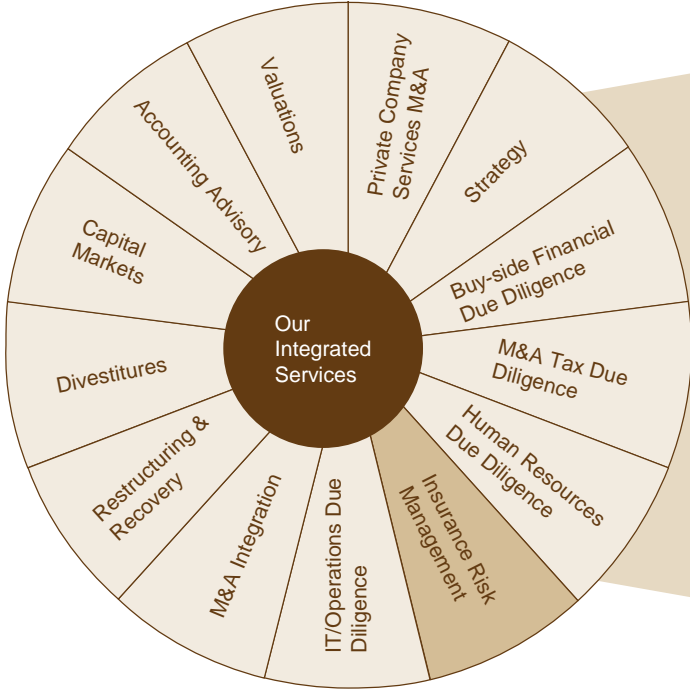 Our
Integrated
Services
Private Company
Services M&A
Strategy
Buy-side Financial
Due Diligence
M&A Tax Due
Diligence
Human Resources
Due Diligence
Insurance Risk
Management
IT/Operations Due
Diligence
M&A Integration
Restructuring &
Recovery
Divestitures
Capital
Markets
Accounting Advisory
Valuations